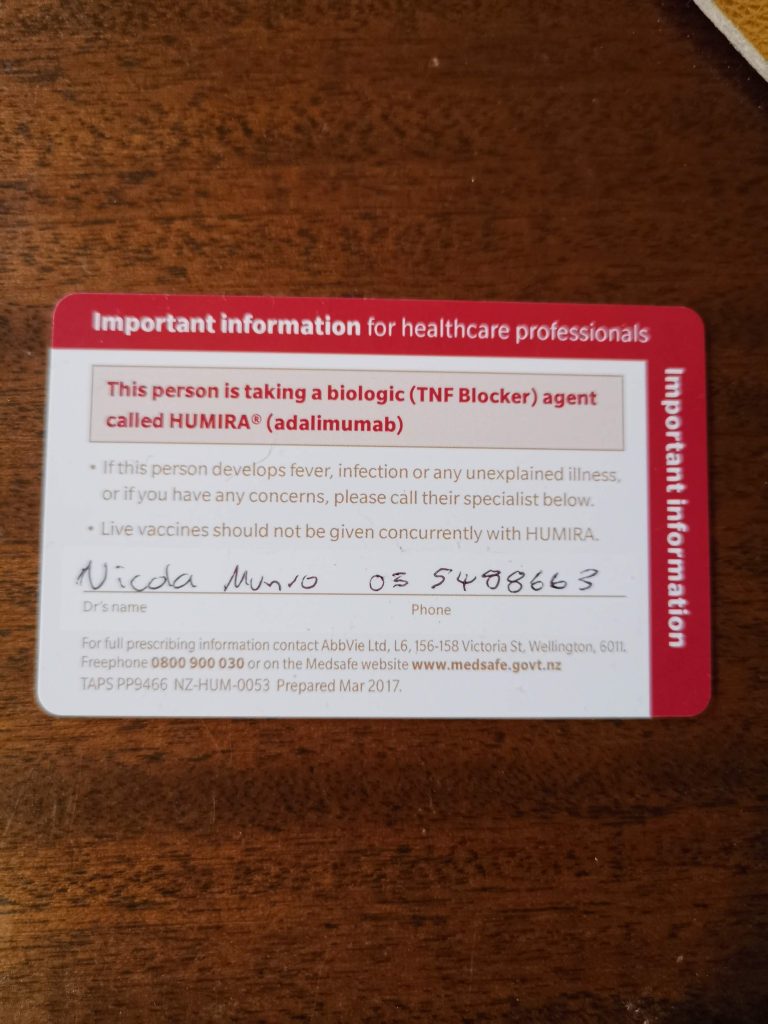 Important information for healthcare professionals
This person is taking a biologic (TNF Blocker) agent
called HUMIRA® (adalimumab)
• If this person develops fever, infection or any unexplained illness,
or if you have any concerns, please call their specialist below.
• Live vaccines should not be given concurrently with HUMIRA.
Nicola Munro 03 5488663
Dr's name Phone
For full prescribing information contact AbbVie Ltd, L6, 156-158 Victoria St, Wellington, 6011.
Freephone 0800 900 030 or on the Medsafe website www.medsafe.govt.nz
TAPS PP9466 NZ-HUM-0053 Prepared Mar 2017.
Important information